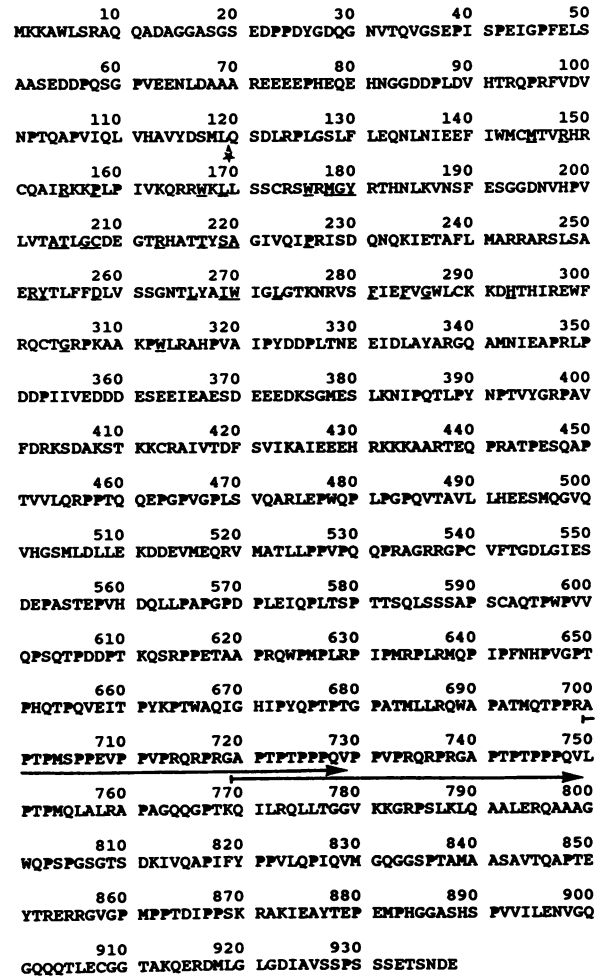 10 20 30 40 50
MKKAWLSRAQ QADAGGASGS EDPPDYGDQG NVTQVGSEPI SPEIGPFELS
60 70 80 90 100
AASEDDPQSG PVEENLDAAA REEEEPHEQE HNGGDDPLDV HTRQPRFVDV
110 120 130 140 150
NPTQAPVIQL VHAVYDSMLQ SDLRPLGSLF LEQNLNIEEF IWMCMTVRHR
160 170 180 190 200
CQAIRKKPLP IVKQRRWKLL SSCRSWRMGY RTHNLKVNSF ESGGDNVHPV
210 220 230 240 250
LVTATLGCDE GTRHATTYSA GIVQIPRISD QNQKIETAFL MARRARSLSA
260 270 280 290 300
ERYTLFFDLV SSGNTLYAIW IGLGTKNRVS FIEFVGWLCK KDHTHIREWF
310 320 330 340 350
RQCTGRPKAA KPWLRAHPVA IPYDDPLTNE EIDLAYARGQ AMNIEAPRLP
360 370 380 390 400
DDPIIVEDDD ESEEIEAESD EEEDKSGMES LKNIPQTLPY NPTVYGRPAV
410 420 430 440 450
FDRKSDAKST KKCRAIVTDF SVIKAIEEEH RKKKAARTEQ PRATPESQAP
460 470 480 490 500
TVVLQRPPTQ QEPGPVGPLS VQARLEPWQP LPGPQVTAVL LHEESMQGVQ
510 520 530 540 550
VHGSMLDLLE KDDEVMEQRV MATLLPPVPQ QPRAGRRGPC VFTGDLGIES
560 570 580 590 600
DEPASTEPVH DQLLPAPGPD PLEIQPLTSP TTSQLSSSAP SCAQTPWPVV
610 620 630 640 650
QPSQTPDDPT KQSRPPETAA PRQWPMPLRP IPMRPLRMQP IPFNHPVGPT
660 670 680 690 700
PHQTPQVEIT PYKPTWAQIG HIPYQPTPTG PATMLLRQWA PATMQTPPRA
710 720 730 740 750
PTPMSPPEVP PVPRQRPRGA PTPTPPPQVP PVPRQRPRGA PTPTPPPQVL
760 770 780 790 800
PTPMQLALRA PAGQQGPTKQ ILRQLLTGGV KKGRPSLKLQ AALERQAAAG
810 820 830 840 850
WQPSPGSGTS DKIVQAPIFY PPVLQPIQVM GQGGSPTAMA ASAVTQAPTE
860 870 880 890 900
YTRERRGVGP MPPTDIPPSK RAKIEAYTEP EMPHGGASHS PVVILENVGQ
910 920 930
GQQQTLECGG TAKQERDMLG LGDIAVSSPS SSETSNDE